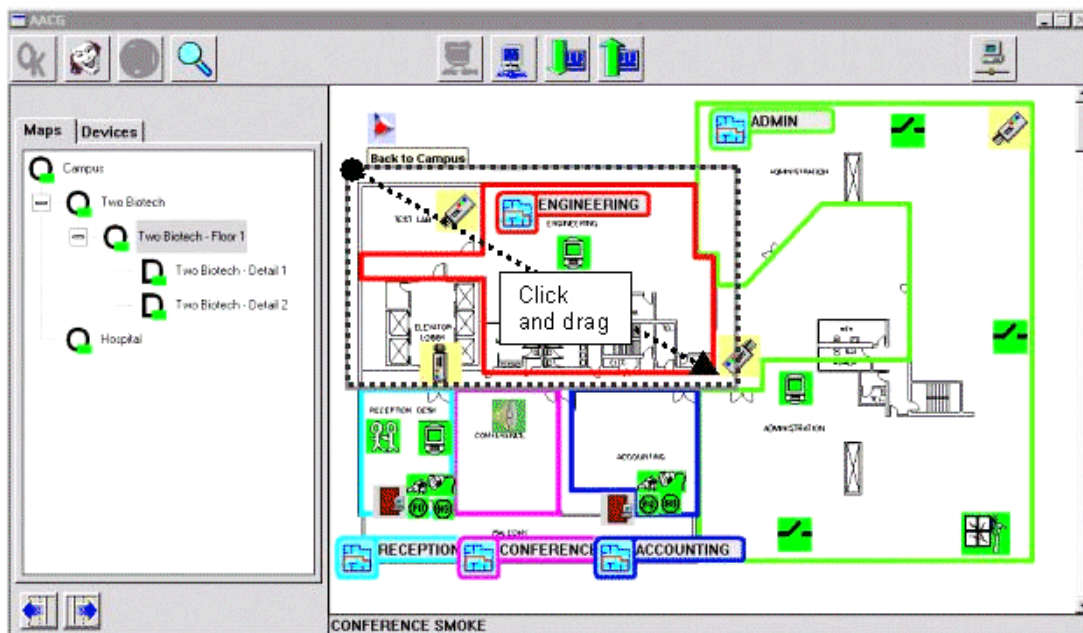 AACG
OK
Maps
Devices
Campus
Two Biotech
Two Biotech - Floor 1
Two Biotech - Detail 1
Two Biotech - Detail 2
Hospital
Back to Campus
ADMIN
ADMINISTRATION
TEST LAB
ENGINEERING
ENGINEERING
Click
and drag
ELEVATOR
LOBBY
RECEPTION DESK
CONFERENCE
ACCOUNTING
ADMINISTRATION
RECEPTION
CONFERENCE
ACCOUNTING
CONFERENCE SMOKE